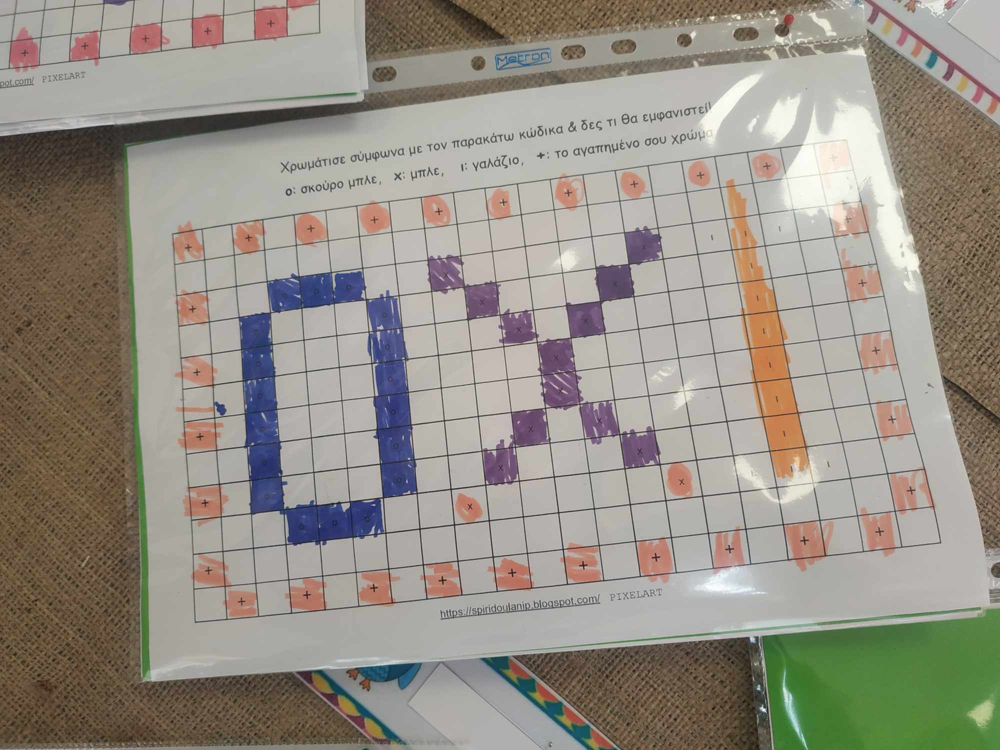 pot.com/ PIXELART
Metron
Χρωμάτισε σύμφωνα με τον παρακάτω κώδικα & δες τι θα εμφανιστεί!
ο: σκούρο μπλε, x: μπλε, ι: γαλάζιο, +: το αγαπημένο σου χρώμα
https://spiridoulanip.blogspot.com/ PIXELART